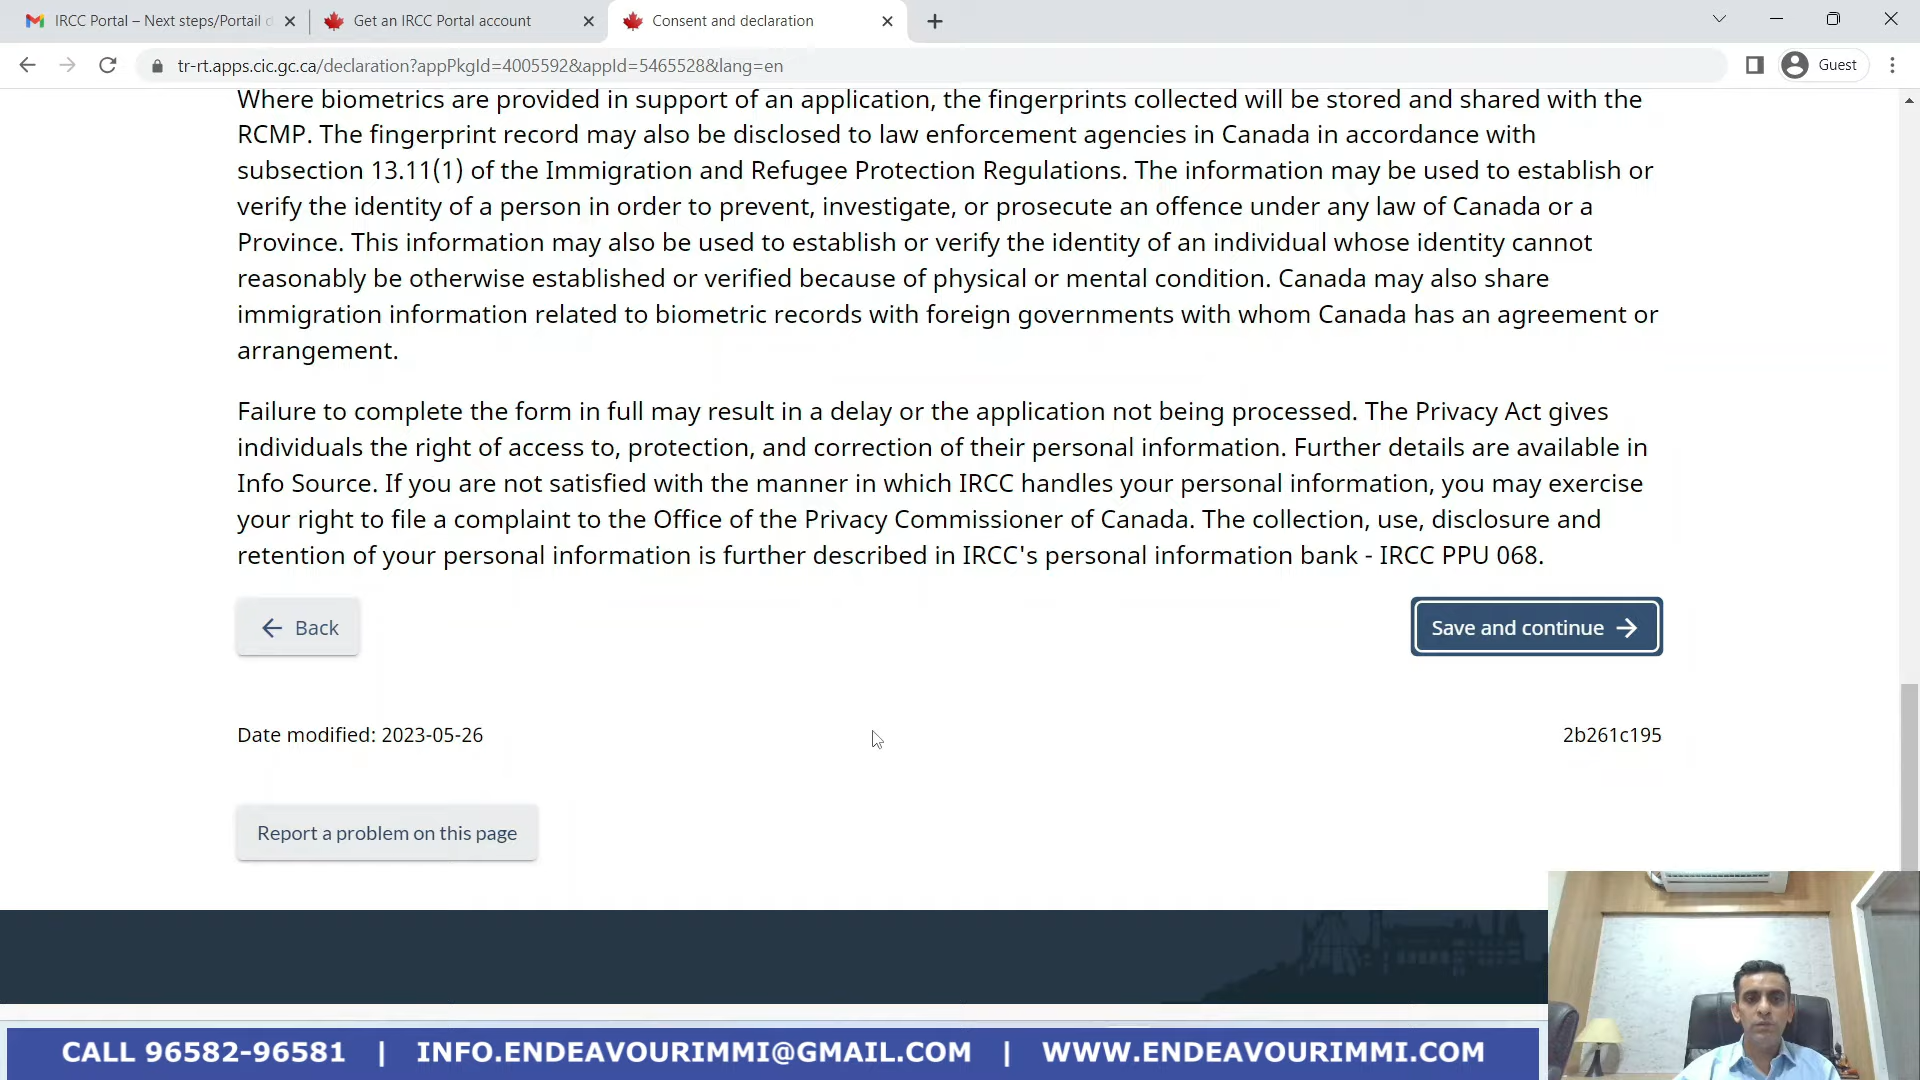 IRCC Portal – Next steps/Portail d
Get an IRCC Portal account
Consent and declaration
tr-rt.apps.cic.gc.ca/declaration?appPkgId=4005592&appId=5465528&lang=en
Guest
Where biometrics are provided in support of an application, the fingerprints collected will be stored and shared with the
RCMP. The fingerprint record may also be disclosed to law enforcement agencies in Canada in accordance with
subsection 13.11(1) of the Immigration and Refugee Protection Regulations. The information may be used to establish or
verify the identity of a person in order to prevent, investigate, or prosecute an offence under any law of Canada or a
Province. This information may also be used to establish or verify the identity of an individual whose identity cannot
reasonably be otherwise established or verified because of physical or mental condition. Canada may also share
immigration information related to biometric records with foreign governments with whom Canada has an agreement or
arrangement.
Failure to complete the form in full may result in a delay or the application not being processed. The Privacy Act gives
individuals the right of access to, protection, and correction of their personal information. Further details are available in
Info Source. If you are not satisfied with the manner in which IRCC handles your personal information, you may exercise
your right to file a complaint to the Office of the Privacy Commissioner of Canada. The collection, use, disclosure and
retention of your personal information is further described in IRCC's personal information bank - IRCC PPU 068.
Back
Save and continue
Date modified: 2023-05-26
2b261c195
Report a problem on this page
CALL 96582-96581 | INFO.ENDEAVOURIMMI@GMAIL.COM | WWW.ENDEAVOURIMMI.COM